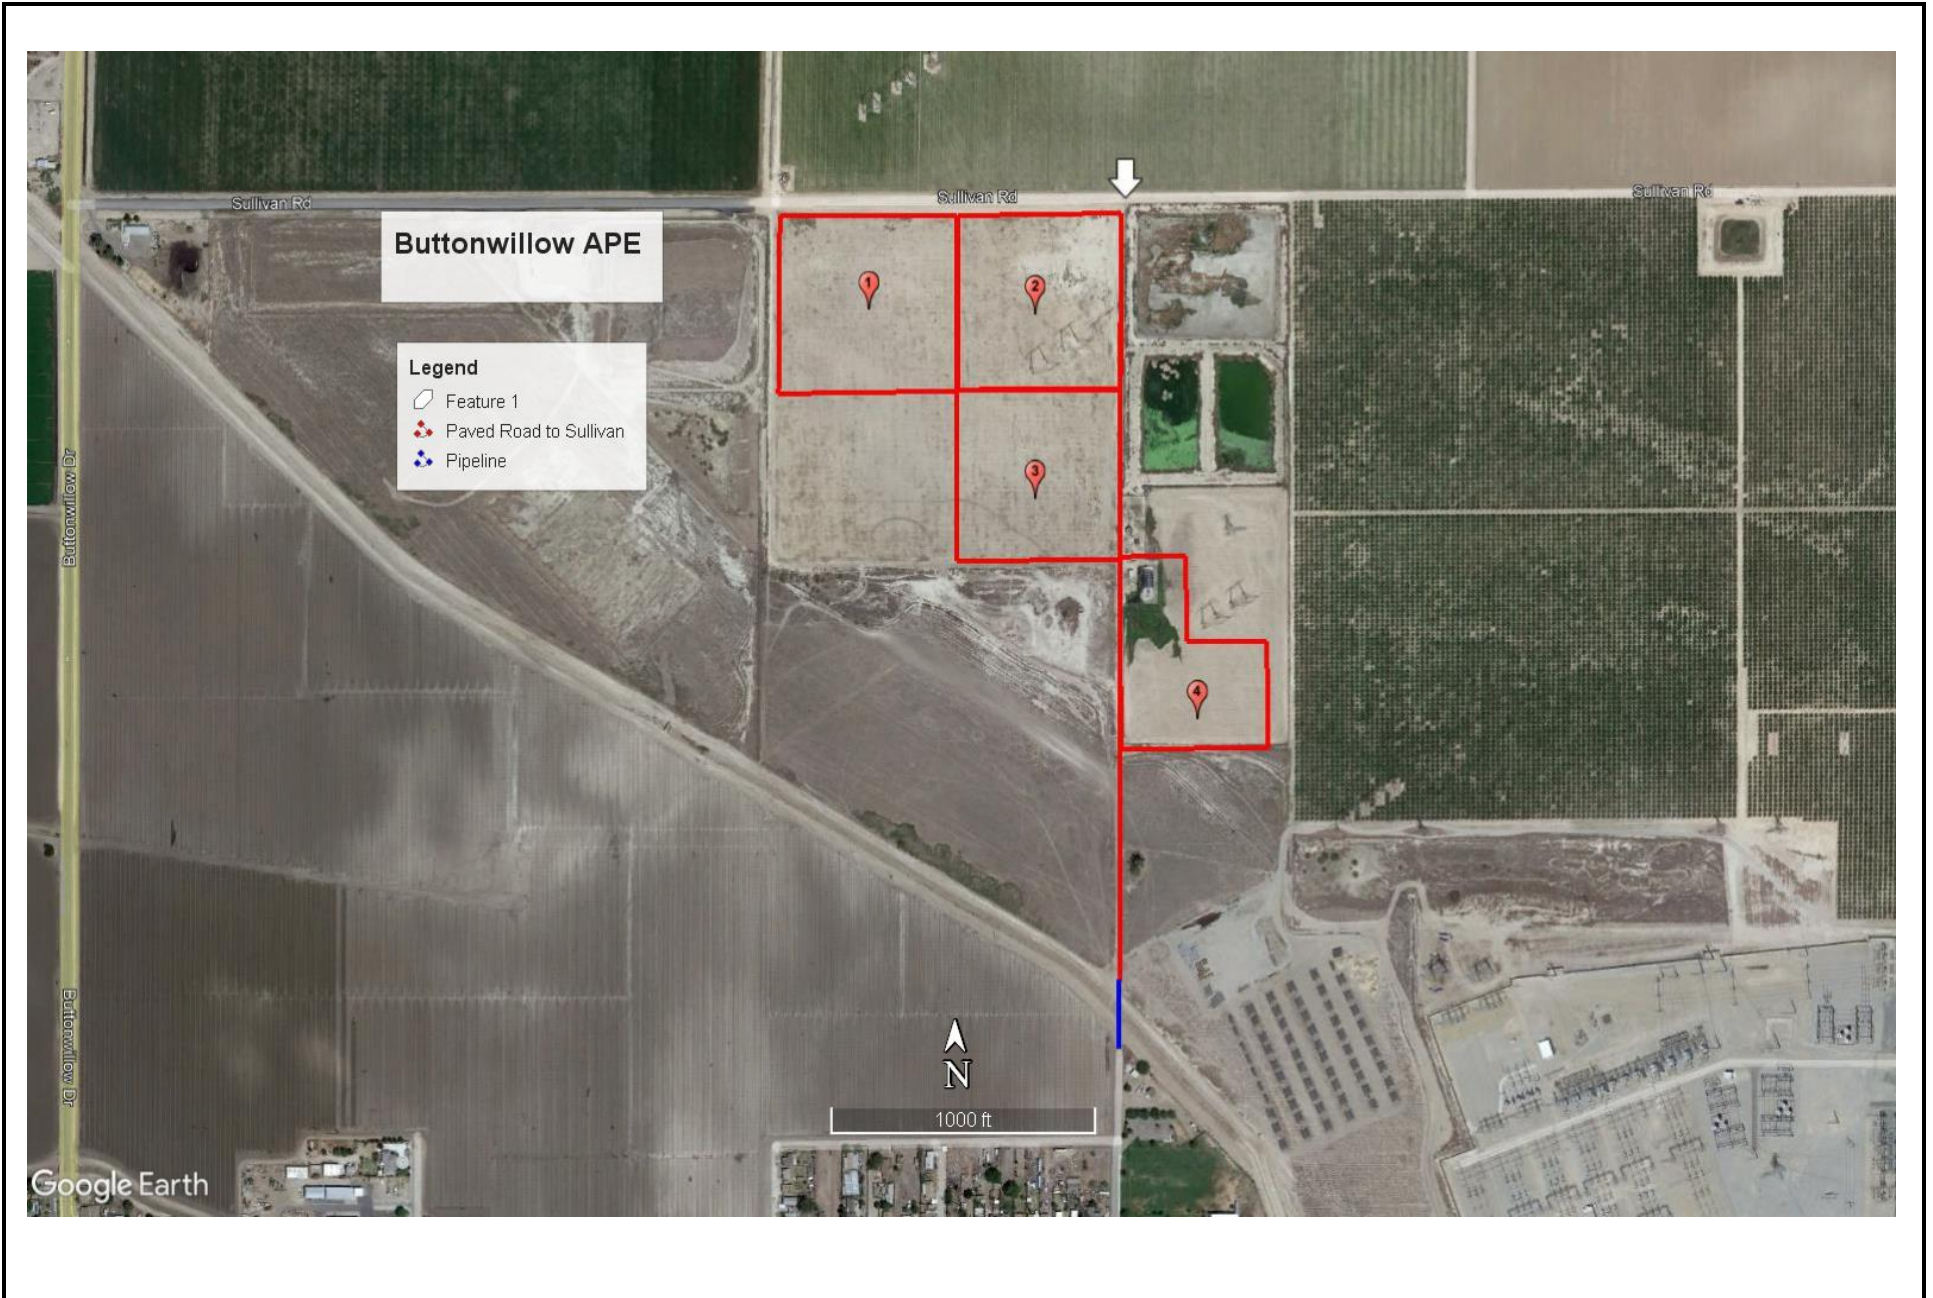 Sullivan Rd
Sullivan Rd
Sullivan Rd
Buttonwillow APE
1
2
Legend
Feature 1
Paved Road to Sullivan
Pipeline
3
Buttonwillow Dr
4
Buttonwillow Dr
N
1000 ft
Google Earth